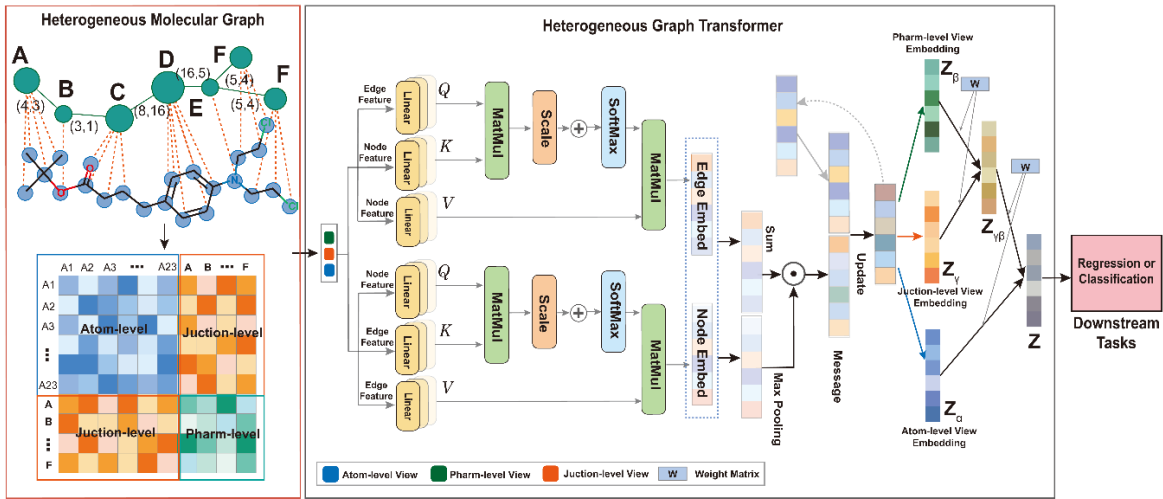 Heterogeneous Molecular Graph
A
B
C
D
E
F
F
(4,3)
(3,1)
(8,16)
(16,5)
(5,4)
(5,4)
O
O
N
Cl
A1 A2 A3 ... A23
A B ... F
A1
A2
A3
A23
Atom-level
Juction-level
A
B
F
Juction-level
Pharm-level
Heterogeneous Graph Transformer
Edge
Feature
Linear
Q
Node
Feature
Linear
K
Node
Feature
Linear
V
MatMul
Scale
+
SoftMax
MatMul
Node
Feature
Linear
Q
Edge
Feature
Linear
K
Edge
Feature
Linear
V
MatMul
Scale
+
SoftMax
MatMul
Edge Embed
Node Embed
Sum
Max Pooling
Message
Update
Pharm-level View
Embedding
Zβ
W
W
Zγβ
Zγ
Juction-level View
Embedding
Zα
Atom-level View
Embedding
Z
Regression or
Classification
Downstream
Tasks
Atom-level View
Pharm-level View
Juction-level View
W
Weight Matrix